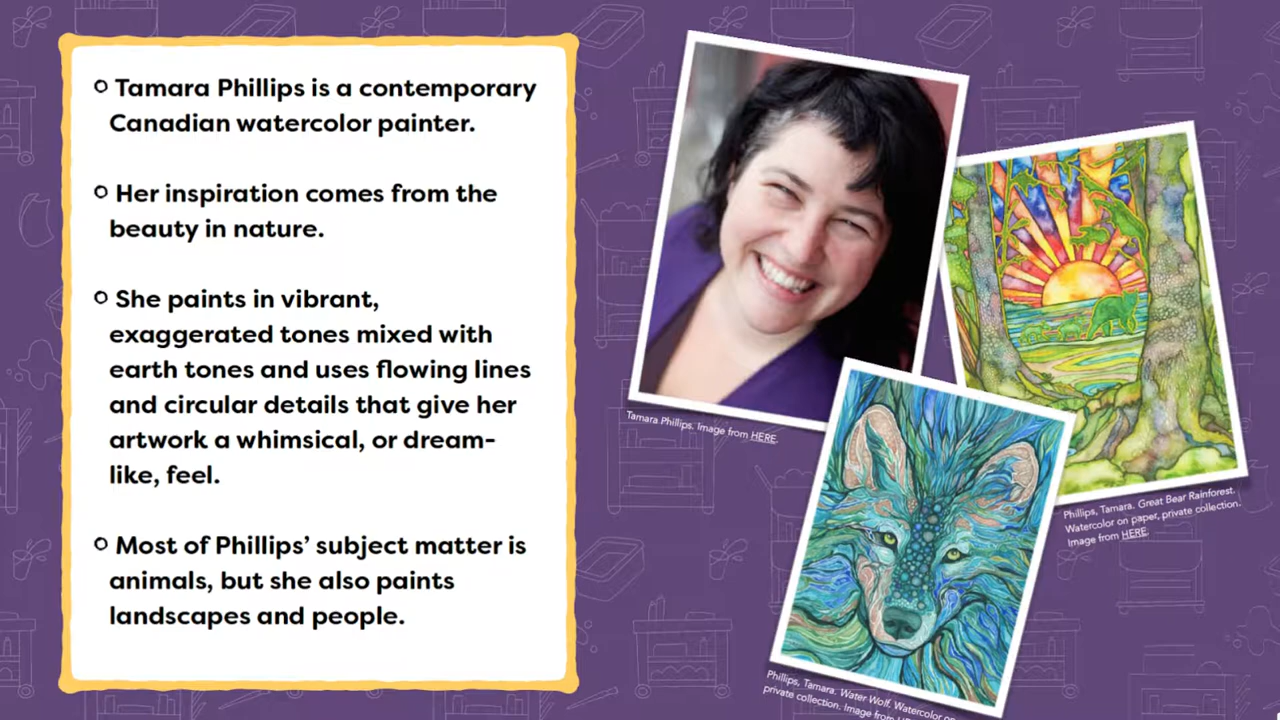 Tamara Phillips is a contemporary
Canadian watercolor painter.
Her inspiration comes from the
beauty in nature.
She paints in vibrant,
exaggerated tones mixed with
earth tones and uses flowing lines
and circular details that give her
artwork a whimsical, or dream-
like, feel.
Most of Phillips’ subject matter is
animals, but she also paints
landscapes and people.
Tamara Phillips. Image from HERE.
Phillips, Tamara. Great Bear Rainforest.
Watercolor on paper, private collection.
Image from HERE.
Phillips, Tamara. Water Wolf. Watercolor on
private collection. Image from